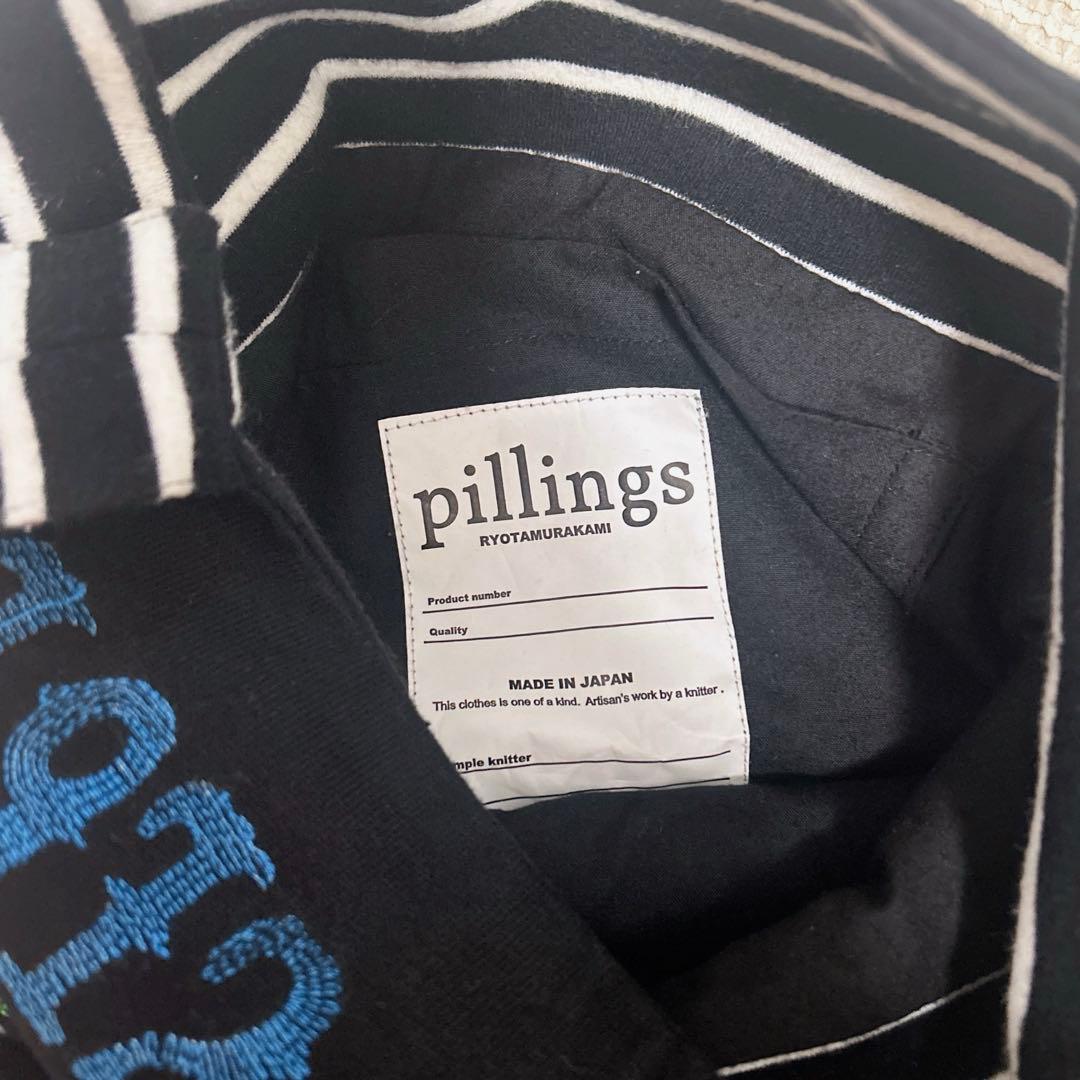 pillings
RYOTAMURAKAMI
Product number
Quality
MADE IN JAPAN
This clothes is one of a kind. Artisan's work by a knitter .
knitter